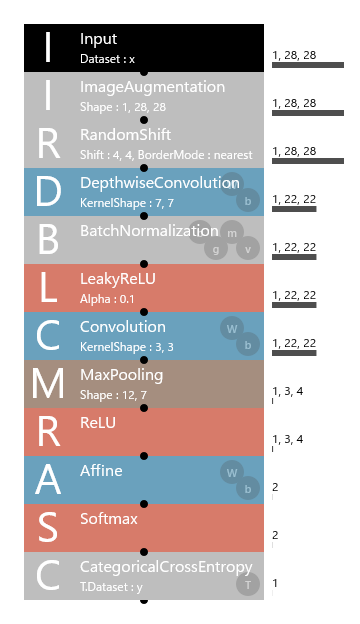 I Input 1, 28, 28
Dataset : x
I ImageAugmentation 1, 28, 28
Shape : 1, 28, 28
R RandomShift 1, 28, 28
Shift : 4, 4, BorderMode : nearest
D DepthwiseConvolution W 1, 22, 22
KernelShape : 7, 7 b
B BatchNormalization b m 1, 22, 22
g v
L LeakyReLU 1, 22, 22
Alpha : 0.1
C Convolution W 1, 22, 22
KernelShape : 3, 3 b
M MaxPooling 1, 3, 4
Shape : 12, 7
R ReLU 1, 3, 4
A Affine W 2
b
S Softmax 2
C CategoricalCrossEntropy 1
T.Dataset : y T